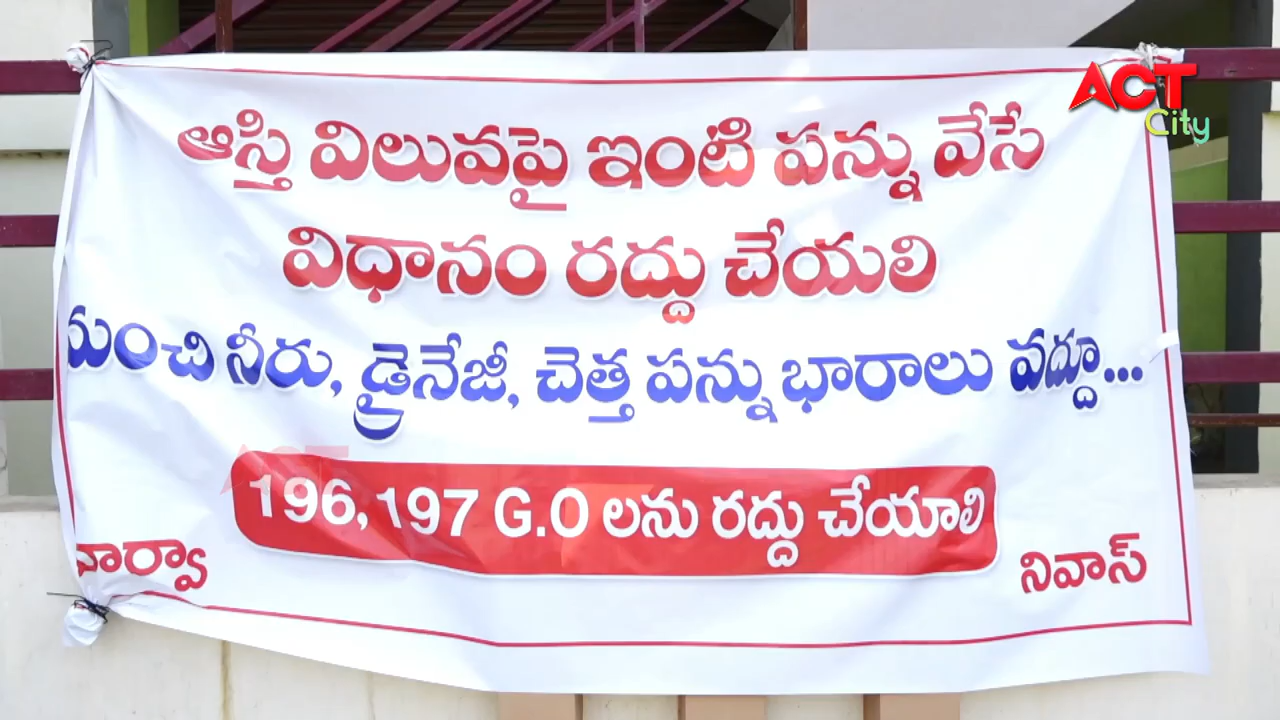 ACT
City
ఆస్తి విలువపై ఇంటి పన్ను వేసే
విధానం రద్దు చేయలి
మంచి నీరు, డ్రైనేజీ, చెత్త పన్ను భారాలు వద్దూ...
196,197 G.O లను రద్దు చేయాలి
నివాస్